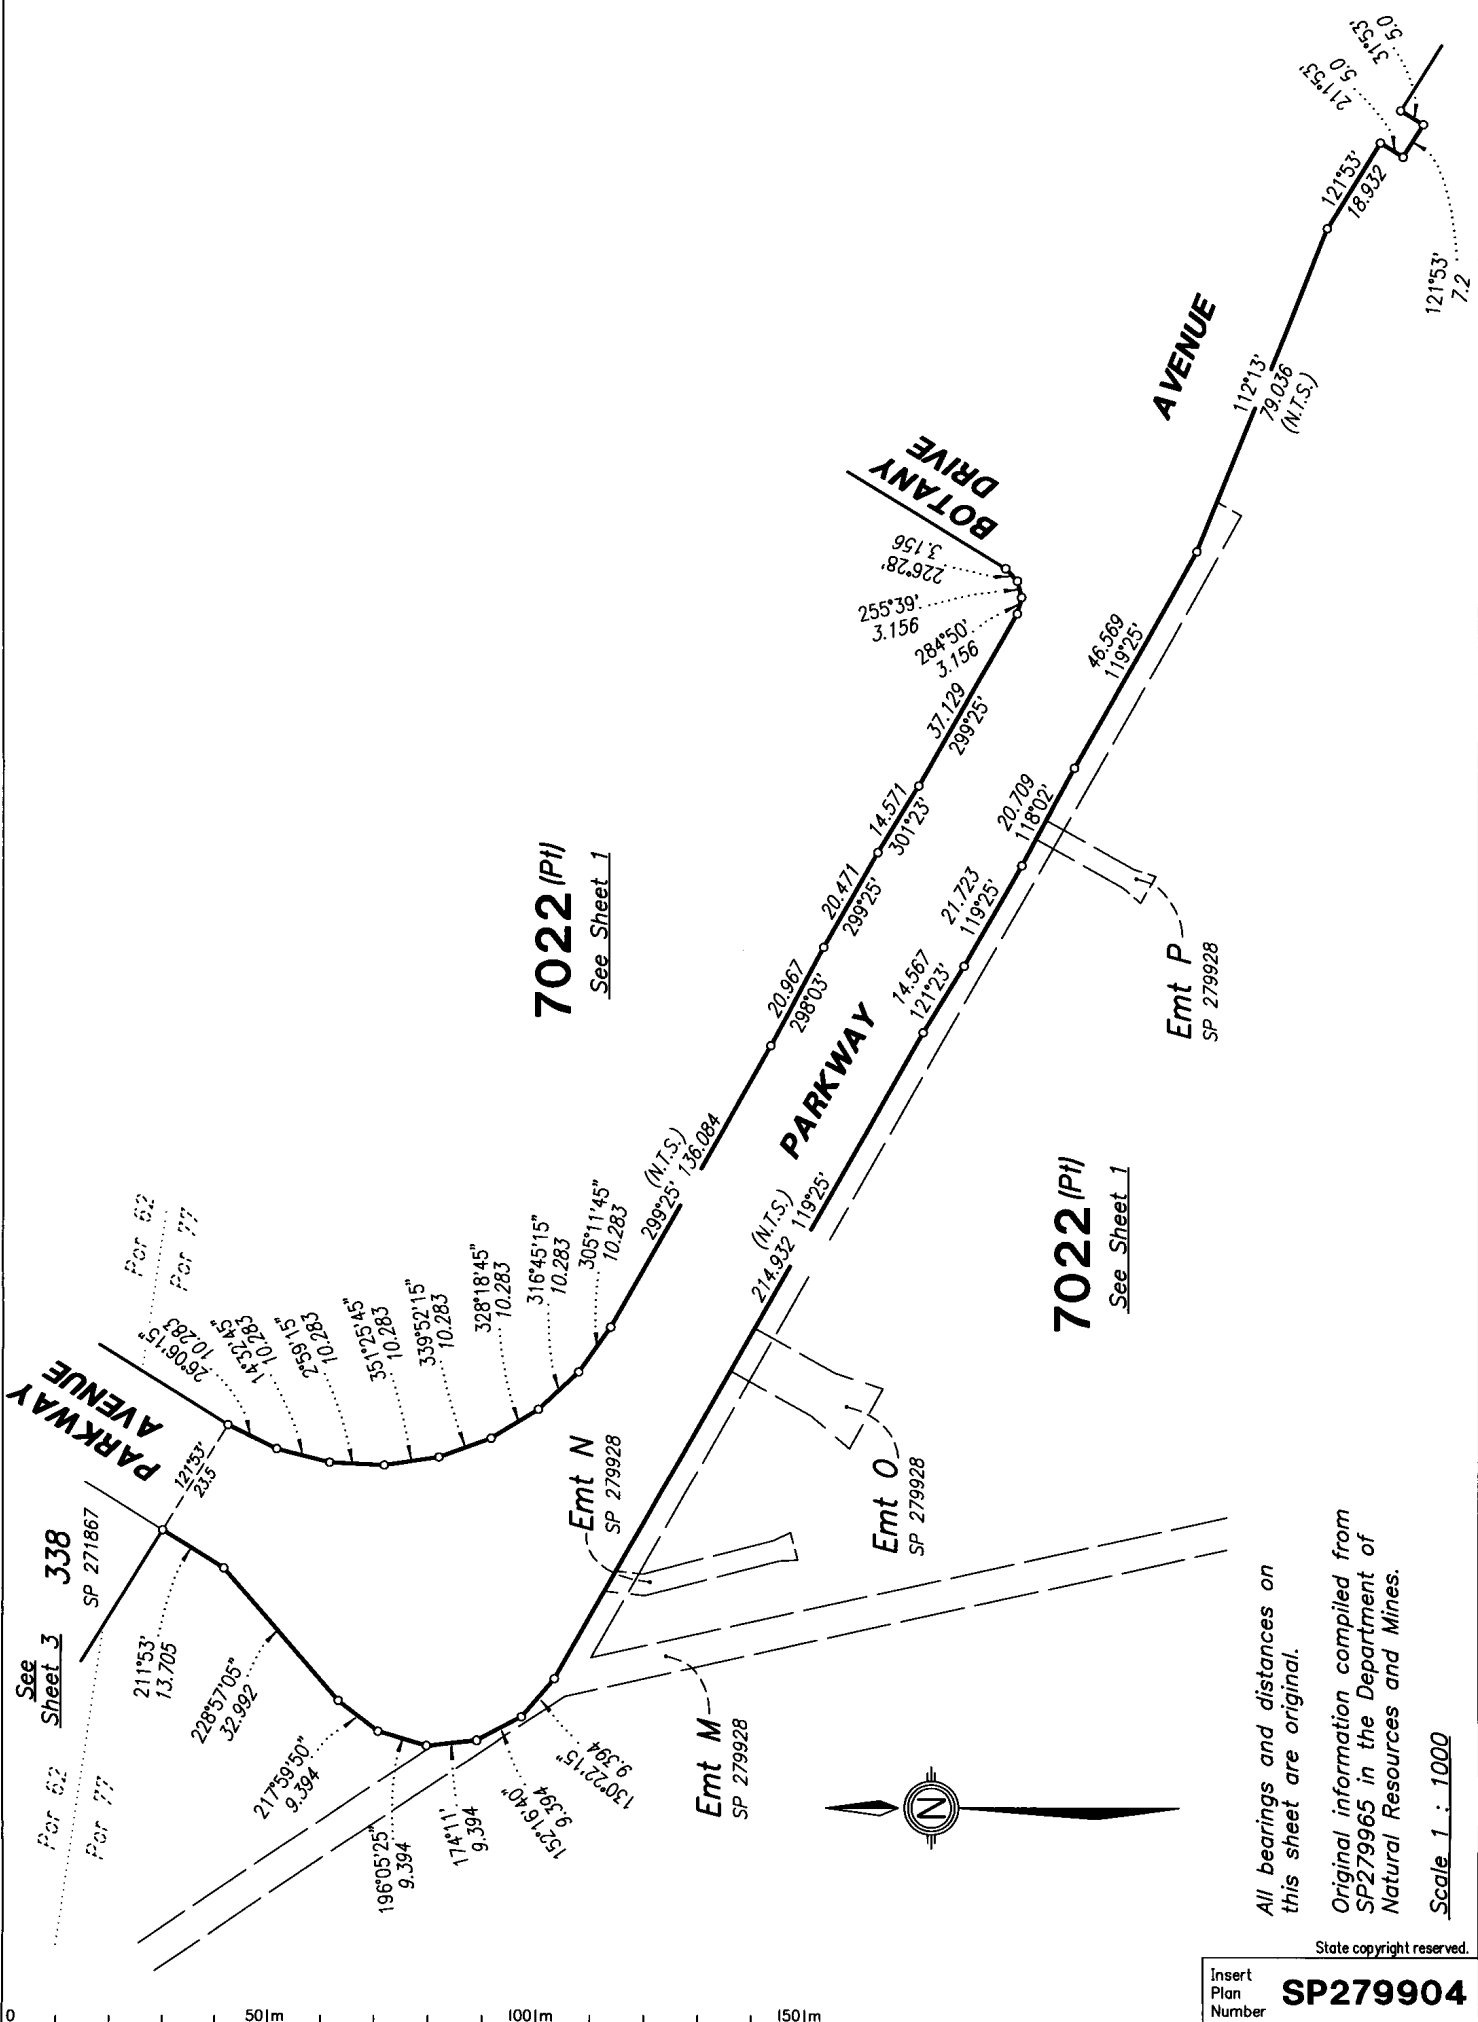 See
Sheet 3
338
SP 271867
PARKWAY
AVENUE
Por 62
Por 77
Por 62
Por 77
121°53'
23.5
26°06'15"
10.283
14°32'45"
10.283
2°59'15"
10.283
351°25'45"
10.283
339°52'15"
10.283
328°18'45"
10.283
316°45'15"
10.283
305°11'45"
10.283
299°25'
(N.T.S.)
136.084
20.967
298°03'
20.471
299°25'
14.571
301°23'
37.129
299°25'
284°50'
3.156
255°39'
3.156
226°28'
3.156
BOTANY
DRIVE
7022 (Pt)
See Sheet 1
211°53'
13.705
228°57'05"
32.992
217°59'50"
9.394
196°05'25"
9.394
174°11'
9.394
152°16'40"
9.394
130°22'15"
9.394
214.932
(N.T.S.)
119°25'
14.567
121°23'
21.723
119°25'
20.709
118°02'
46.569
119°25'
112°13'
79.036
(N.T.S.)
121°53'
18.932
211°53'
5.0
31°53'
5.0
121°53'
7.2
PARKWAY
AVENUE
Emt M
SP 279928
Emt N
SP 279928
Emt O
SP 279928
Emt P
SP 279928
7022 (Pt)
See Sheet 1
N
All bearings and distances on
this sheet are original.
Original information compiled from
SP279965 in the Department of
Natural Resources and Mines.
Scale 1 : 1000
State copyright reserved.
Insert
Plan
Number
SP279904
0
50m
100m
150m